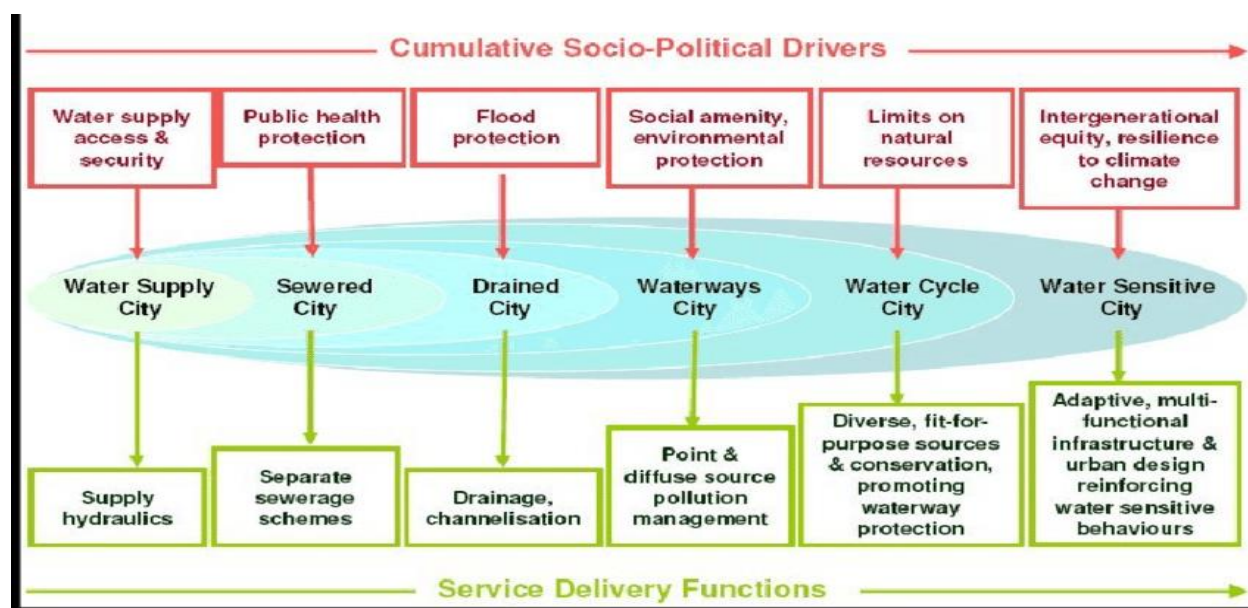 Cumulative Socio-Political Drivers
Water supply
access &
security
Public health
protection
Flood
protection
Social amenity,
environmental
protection
Limits on
natural
resources
Intergenerational
equity, resilience
to climate
change
Water Supply
City
Sewered
City
Drained
City
Waterways
City
Water Cycle
City
Water Sensitive
City
Supply
hydraulics
Separate
sewerage
schemes
Drainage,
channelisation
Point &
diffuse source
pollution
management
Diverse, fit-for-
purpose sources
& conservation,
promoting
waterway
protection
Adaptive, multi-
functional
infrastructure &
urban design
reinforcing
water sensitive
behaviours
Service Delivery Functions